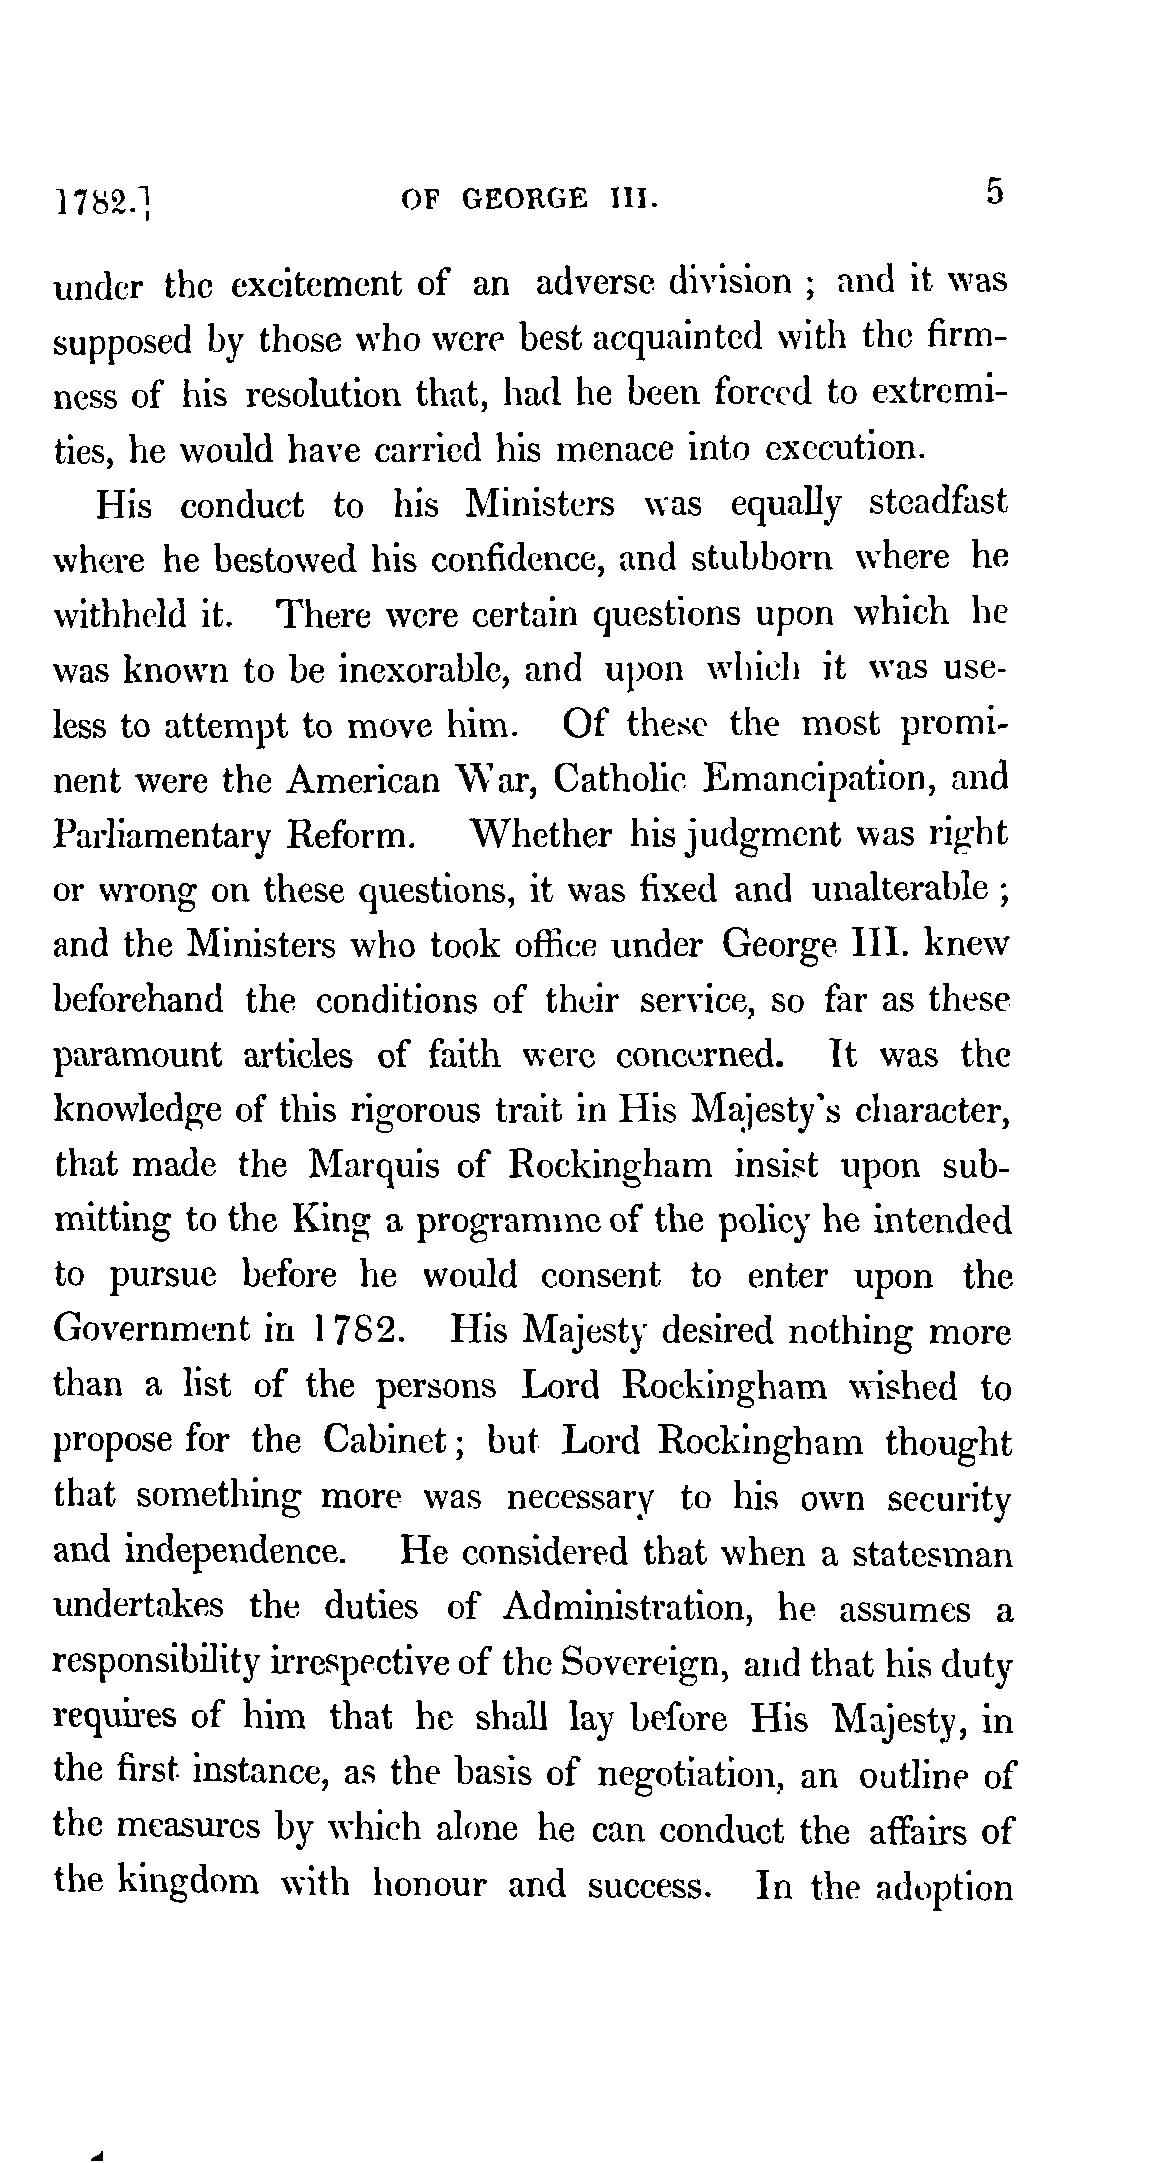 1782.] OF GEORGE III. 5
under the excitement of an adverse division ; and it was
supposed by those who were best acquainted with the firm-
ness of his resolution that, had he been forced to extremi-
ties, he would have carried his menace into execution.
His conduct to his Ministers was equally steadfast
where he bestowed his confidence, and stubborn where he
withheld it. There were certain questions upon which he
was known to be inexorable, and upon which it was use-
less to attempt to move him. Of these the most promi-
nent were the American War, Catholic Emancipation, and
Parliamentary Reform. Whether his judgment was right
or wrong on these questions, it was fixed and unalterable ;
and the Ministers who took office under George III. knew
beforehand the conditions of their service, so far as these
paramount articles of faith were concerned. It was the
knowledge of this rigorous trait in His Majesty's character,
that made the Marquis of Rockingham insist upon sub-
mitting to the King a programme of the policy he intended
to pursue before he would consent to enter upon the
Government in 1782. His Majesty desired nothing more
than a list of the persons Lord Rockingham wished to
propose for the Cabinet ; but Lord Rockingham thought
that something more was necessary to his own security
and independence. He considered that when a statesman
undertakes the duties of Administration, he assumes a
responsibility irrespective of the Sovereign, and that his duty
requires of him that he shall lay before His Majesty, in
the first instance, as the basis of negotiation, an outline of
the measures by which alone he can conduct the affairs of
the kingdom with honour and success. In the adoption